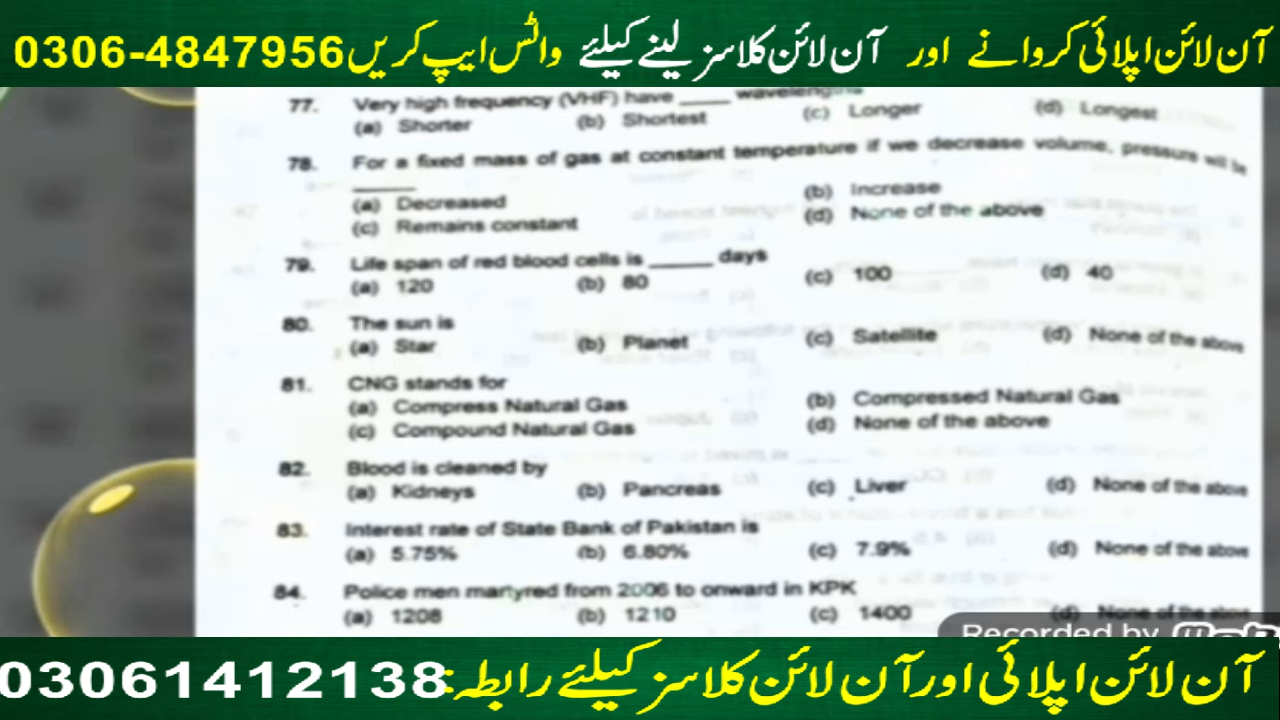 آن لائن اپلائی کروانے اور آن لائن کلاسز لینے کیلئے واٹس ایپ کریں 0306-4847956
77. Very high frequency (VHF) have ____ wavelengths
(a) Shorter (b) Shortest (c) Longer (d) Longest
78. For a fixed mass of gas at constant temperature if we decrease volume, pressure will be
____
(a) Decreased (b) Increase
(c) Remains constant (d) None of the above
79. Life span of red blood cells is ____ days
(a) 120 (b) 80 (c) 100 (d) 40
80. The sun is
(a) Star (b) Planet (c) Satellite (d) None of the above
81. CNG stands for
(a) Compress Natural Gas (b) Compressed Natural Gas
(c) Compound Natural Gas (d) None of the above
82. Blood is cleaned by
(a) Kidneys (b) Pancreas (c) Liver (d) None of the above
83. Interest rate of State Bank of Pakistan is
(a) 5.75% (b) 6.80% (c) 7.9% (d) None of the above
84. Police men martyred from 2006 to onward in KPK
(a) 1208 (b) 1210 (c) 1400 (d) None of the above
Recorded by
آن لائن اپلائی اور آن لائن کلاسز کیلئے رابطہ: 03061412138